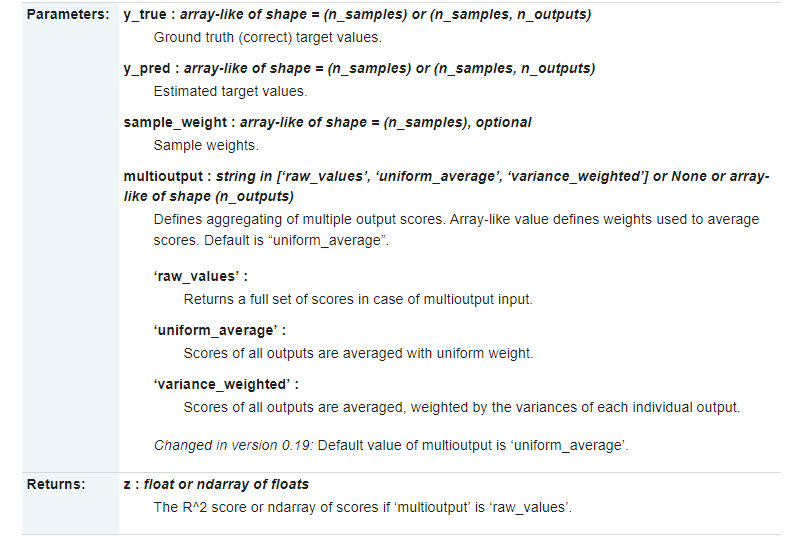 Parameters: y_true : array-like of shape = (n_samples) or (n_samples, n_outputs)
Ground truth (correct) target values.
y_pred : array-like of shape = (n_samples) or (n_samples, n_outputs)
Estimated target values.
sample_weight : array-like of shape = (n_samples), optional
Sample weights.
multioutput : string in [‘raw_values’, ‘uniform_average’, ‘variance_weighted’] or None or array-
like of shape (n_outputs)
Defines aggregating of multiple output scores. Array-like value defines weights used to average
scores. Default is “uniform_average”.
‘raw_values’ :
Returns a full set of scores in case of multioutput input.
‘uniform_average’ :
Scores of all outputs are averaged with uniform weight.
‘variance_weighted’ :
Scores of all outputs are averaged, weighted by the variances of each individual output.
Changed in version 0.19: Default value of multioutput is ‘uniform_average’.
Returns: z : float or ndarray of floats
The R^2 score or ndarray of scores if ‘multioutput’ is ‘raw_values’.